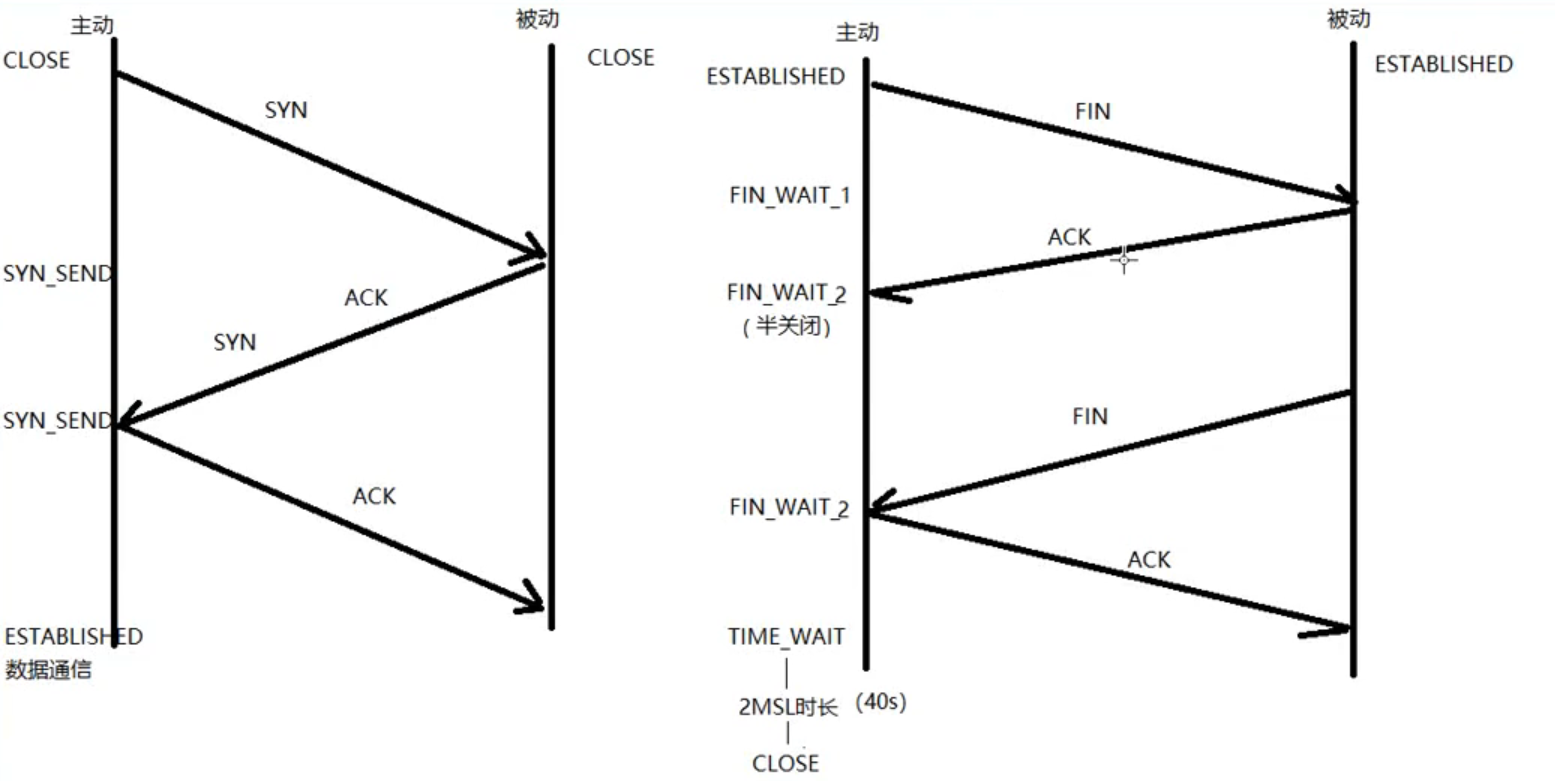 主动
被动
CLOSE
CLOSE
SYN
SYN_SEND
ACK
SYN
SYN_SEND
ACK
ESTABLISHED
数据通信
主动
被动
ESTABLISHED
ESTABLISHED
FIN
FIN_WAIT_1
ACK
FIN_WAIT_2
(半关闭)
FIN
FIN_WAIT_2
ACK
TIME_WAIT
2MSL时长 (40s)
CLOSE